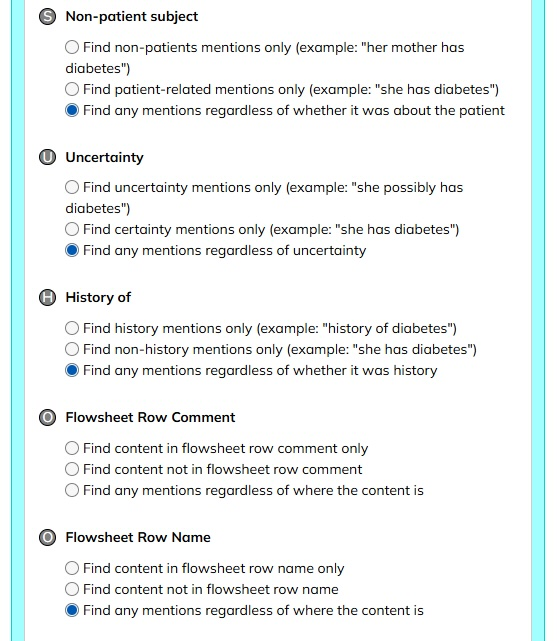 S Non-patient subject
Find non-patients mentions only (example: "her mother has
diabetes")
Find patient-related mentions only (example: "she has diabetes")
Find any mentions regardless of whether it was about the patient
U Uncertainty
Find uncertainty mentions only (example: "she possibly has
diabetes")
Find certainty mentions only (example: "she has diabetes")
Find any mentions regardless of uncertainty
H History of
Find history mentions only (example: "history of diabetes")
Find non-history mentions only (example: "she has diabetes")
Find any mentions regardless of whether it was history
O Flowsheet Row Comment
Find content in flowsheet row comment only
Find content not in flowsheet row comment
Find any mentions regardless of where the content is
O Flowsheet Row Name
Find content in flowsheet row name only
Find content not in flowsheet row name
Find any mentions regardless of where the content is